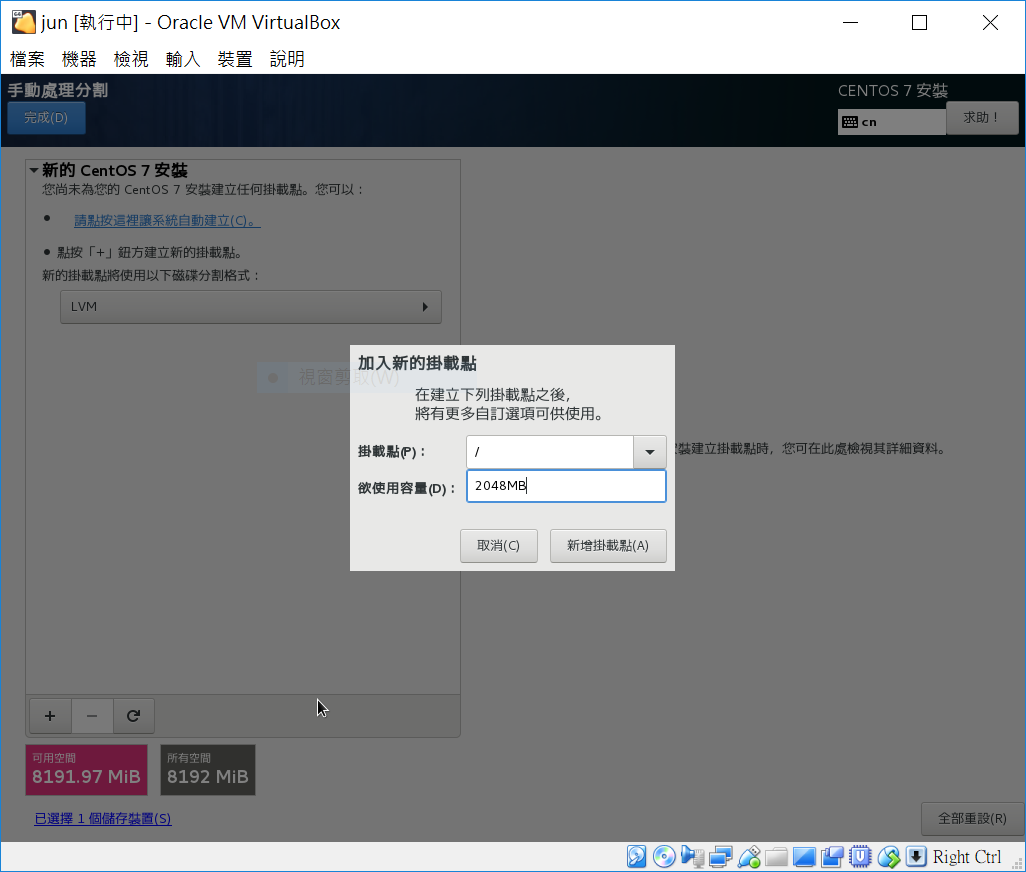 jun [執行中] - Oracle VM VirtualBox
檔案 機器 檢視 輸入 裝置 說明
手動處理分割
CENTOS 7 安裝
完成(D)
cn
求助！
新的 CentOS 7 安裝
您尚未為您的 CentOS 7 安裝建立任何掛載點。您可以：
請點按這裡讓系統自動建立(C)。
點按「+」鈕方建立新的掛載點。
新的掛載點將使用以下磁碟分割格式：
LVM
視窗剪取(W)
加入新的掛載點
在建立下列掛載點之後，
將有更多自訂選項可供使用。
掛載點(P)： /
欲使用容量(D)： 2048MB
取消(C) 新增掛載點(A)
裝建立掛載點時，您可在此處檢視其詳細資料。
+ −
可用空間
8191.97 MiB
所有空間
8192 MiB
已選擇 1 個儲存裝置(S)
全部重設(R)
Right Ctrl